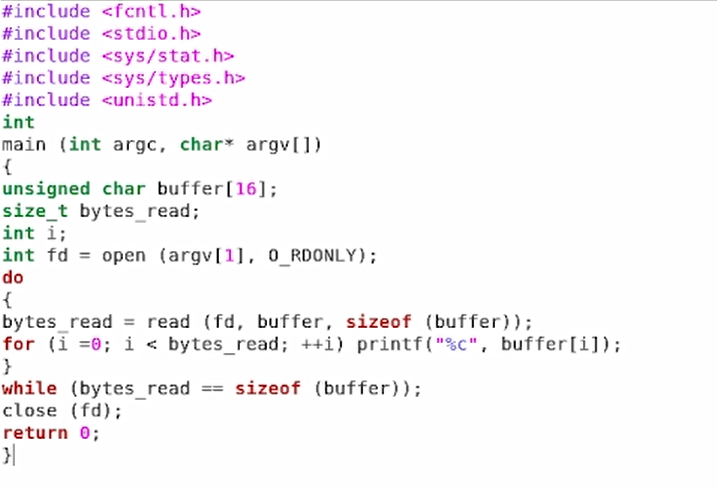 #include <fcntl.h>
#include <stdio.h>
#include <sys/stat.h>
#include <sys/types.h>
#include <unistd.h>
int
main (int argc, char* argv[])
{
unsigned char buffer[16];
size_t bytes_read;
int i;
int fd = open (argv[1], O_RDONLY);
do
{
bytes_read = read (fd, buffer, sizeof (buffer));
for (i =0; i < bytes_read; ++i) printf("%c", buffer[i]);
}
while (bytes_read == sizeof (buffer));
close (fd);
return 0;
}